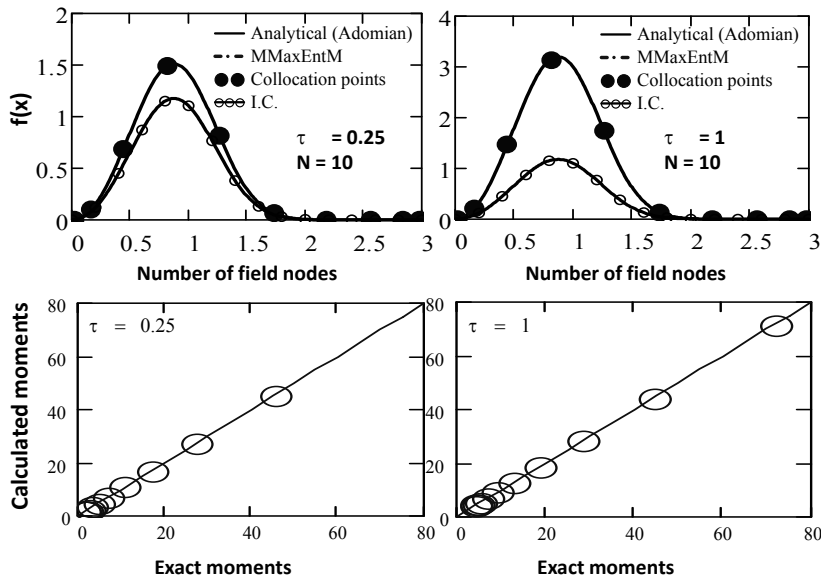 Analytical (Adomian)
MMaxEntM
Collocation points
I.C.
τ = 0.25
N = 10
f(x)
1.5
1
0.5
0
0 0.5 1 1.5 2 2.5 3
Number of field nodes
Analytical (Adomian)
MMaxEntM
Collocation points
I.C.
τ = 1
N = 10
4
3
2
1
0
0 0.5 1 1.5 2 2.5 3
Number of field nodes
τ = 0.25
Calculated moments
80
60
40
20
0
0 20 40 60 80
Exact moments
τ = 1
80
60
40
20
0
0 20 40 60 80
Exact moments